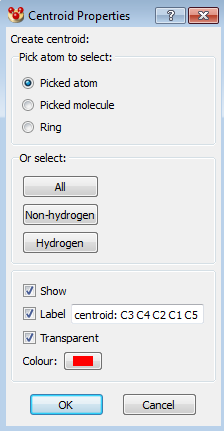 Centroid Properties
?
Create centroid:
Pick atom to select:
Picked atom
Picked molecule
Ring
Or select:
All
Non-hydrogen
Hydrogen
Show
Label centroid: C3 C4 C2 C1 C5
Transparent
Colour:
OK Cancel